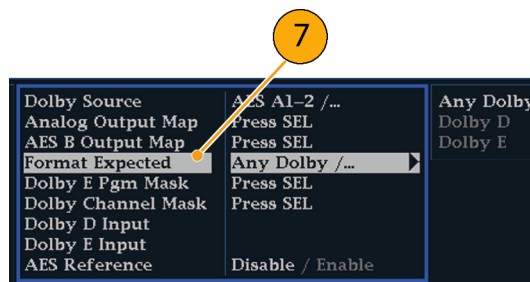 7
Dolby Source AES A1-2 /... Any Dolby
Analog Output Map Press SEL Dolby D
AES B Output Map Press SEL Dolby E
Format Expected Any Dolby /...
Dolby E Pgm Mask Press SEL
Dolby Channel Mask Press SEL
Dolby D Input
Dolby E Input
AES Reference Disable / Enable